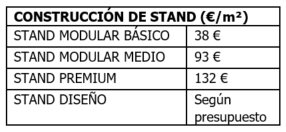 CONSTRUCCIÓN DE STAND (€/m²)
STAND MODULAR BÁSICO 38 €
STAND MODULAR MEDIO 93 €
STAND PREMIUM 132 €
STAND DISEÑO Según
presupuesto